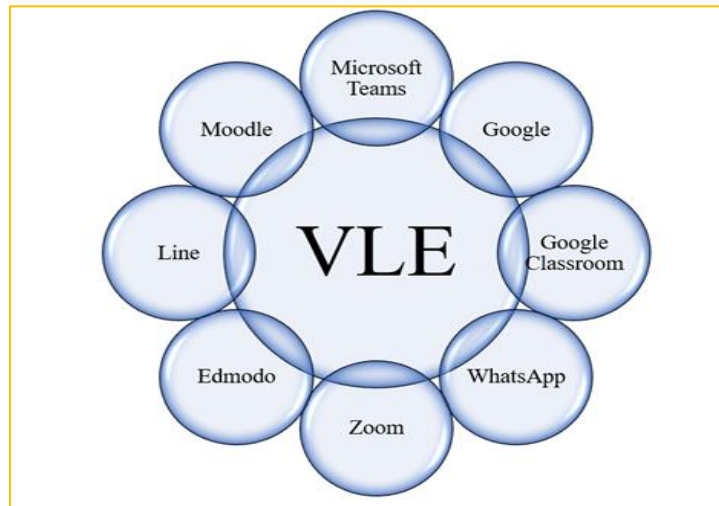 Microsoft
Teams
Google
Google
Classroom
WhatsApp
Zoom
Edmodo
Line
Moodle
VLE